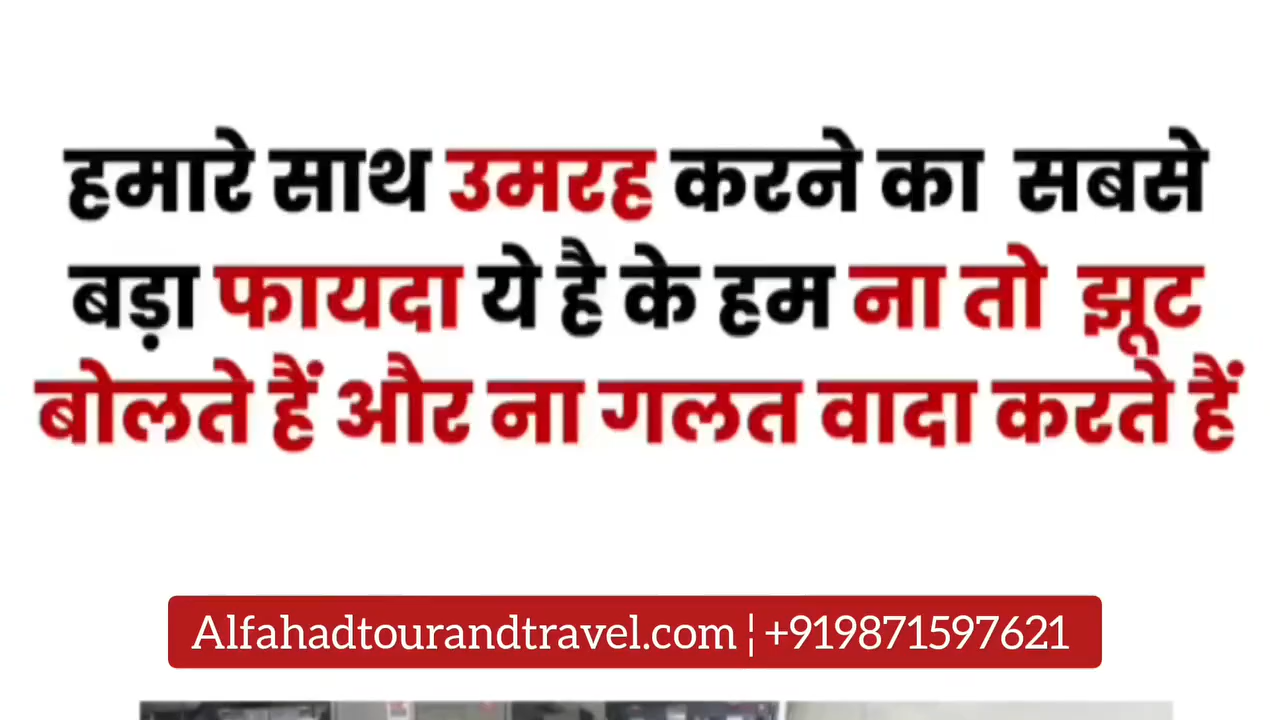 हमारे साथ उमरह करने का सबसे
बड़ा फायदा ये है के हम ना तो झूट
बोलते हैं और ना गलत वादा करते हैं
Alfahadtourandtravel.com ¦ +919871597621